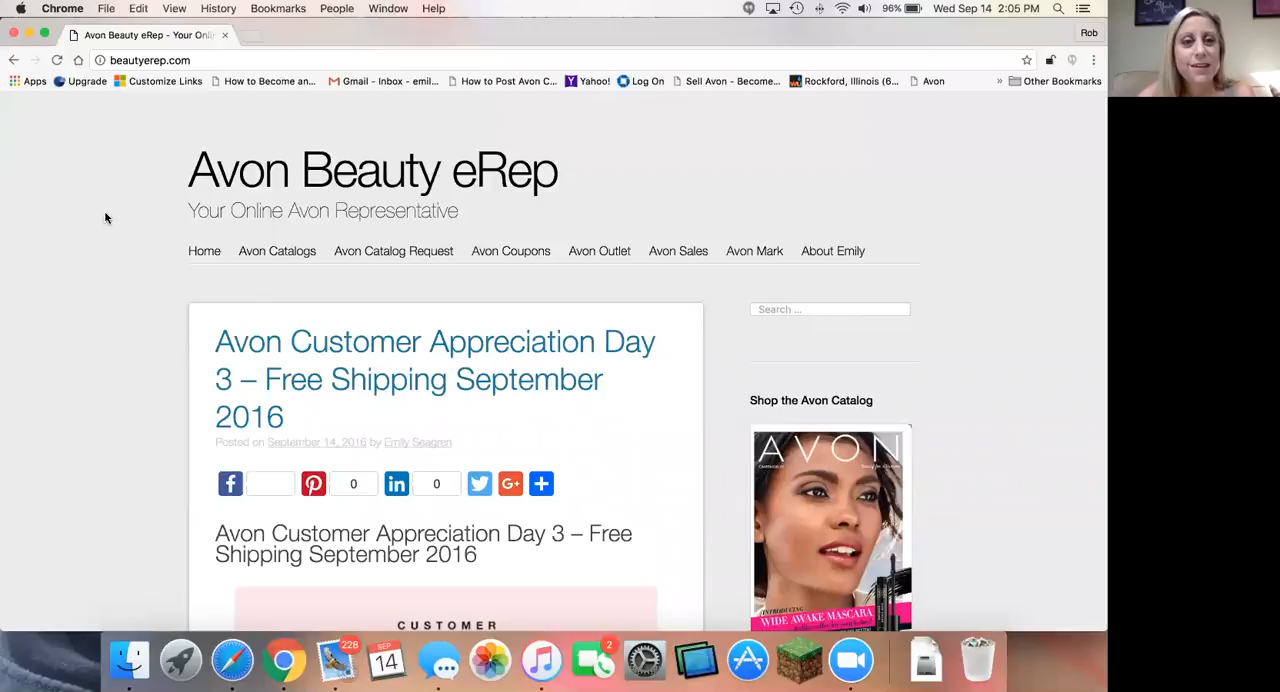 Chrome File Edit View History Bookmarks People Window Help 96% Wed Sep 14 2:05 PM
Avon Beauty eRep - Your Onli Rob
beautyerep.com
Apps Upgrade Customize Links How to Become an... Gmail - Inbox - emil... How to Post Avon C... Yahoo! Log On Sell Avon - Become... Rockford, Illinois (6... Avon » Other Bookmarks
Avon Beauty eRep
Your Online Avon Representative
Home Avon Catalogs Avon Catalog Request Avon Coupons Avon Outlet Avon Sales Avon Mark About Emily
Search ...
Avon Customer Appreciation Day
3 – Free Shipping September
2016
Posted on September 14, 2016 by Emily Seagren
0 0 G+
Avon Customer Appreciation Day 3 – Free
Shipping September 2016
CUSTOMER
Shop the Avon Catalog
AVON
INTRODUCING
WIDE AWAKE MASCARA
228 SEP 14 2